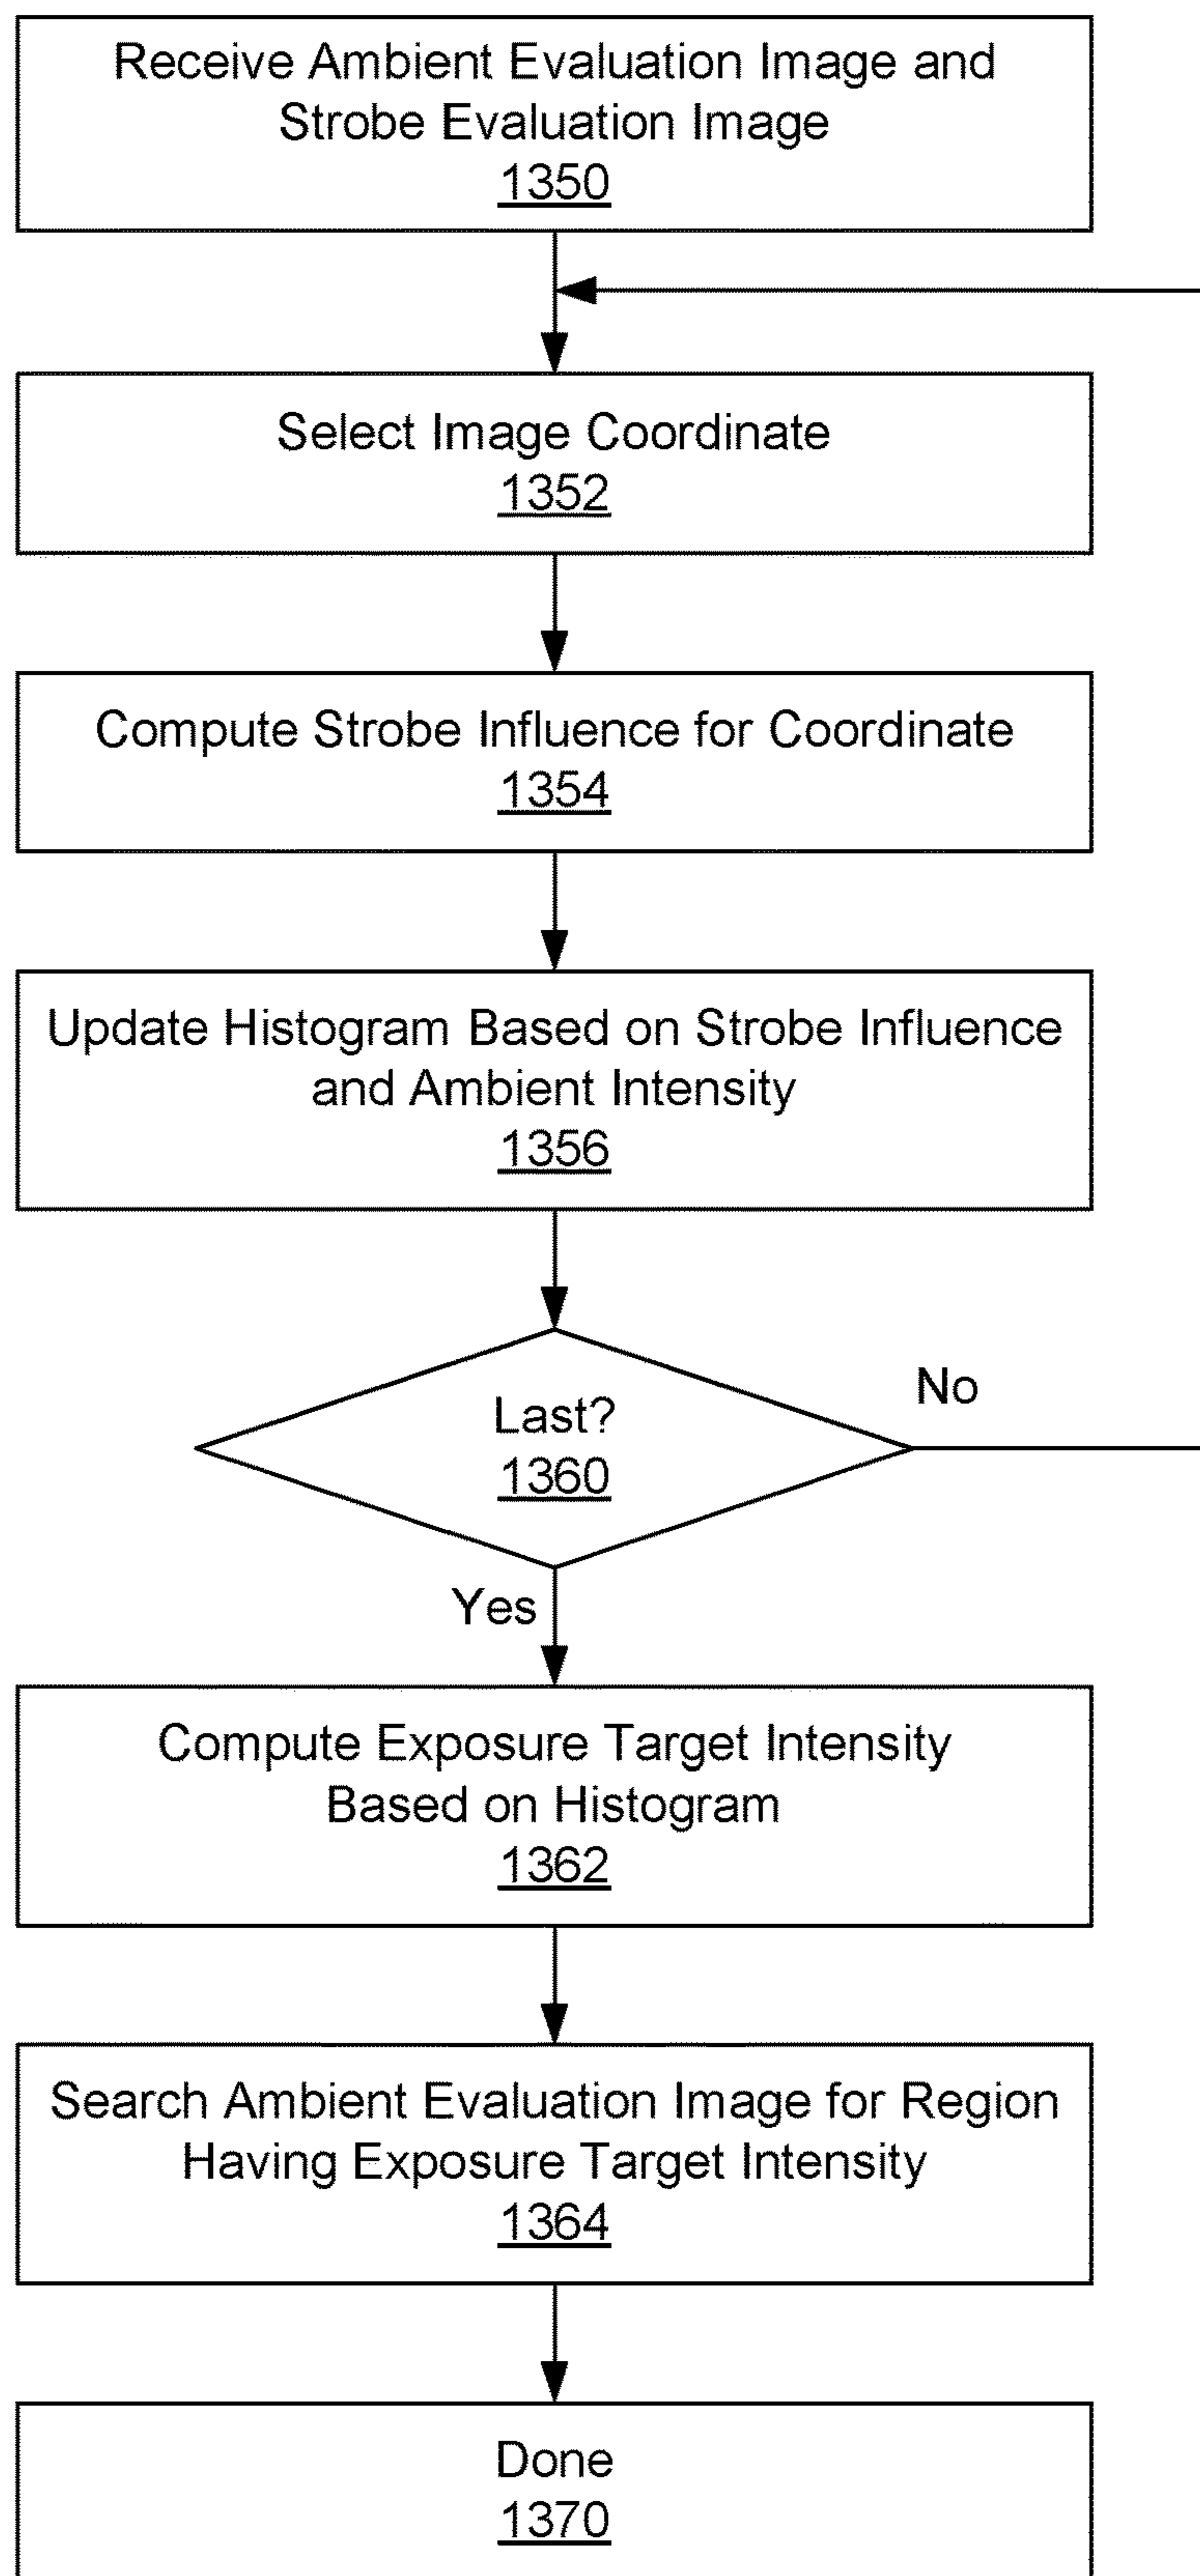 Receive Ambient Evaluation Image and
Strobe Evaluation Image
1350
Select Image Coordinate
1352
Compute Strobe Influence for Coordinate
1354
Update Histogram Based on Strobe Influence
and Ambient Intensity
1356
Last?
1360
No
Yes
Compute Exposure Target Intensity
Based on Histogram
1362
Search Ambient Evaluation Image for Region
Having Exposure Target Intensity
1364
Done
1370